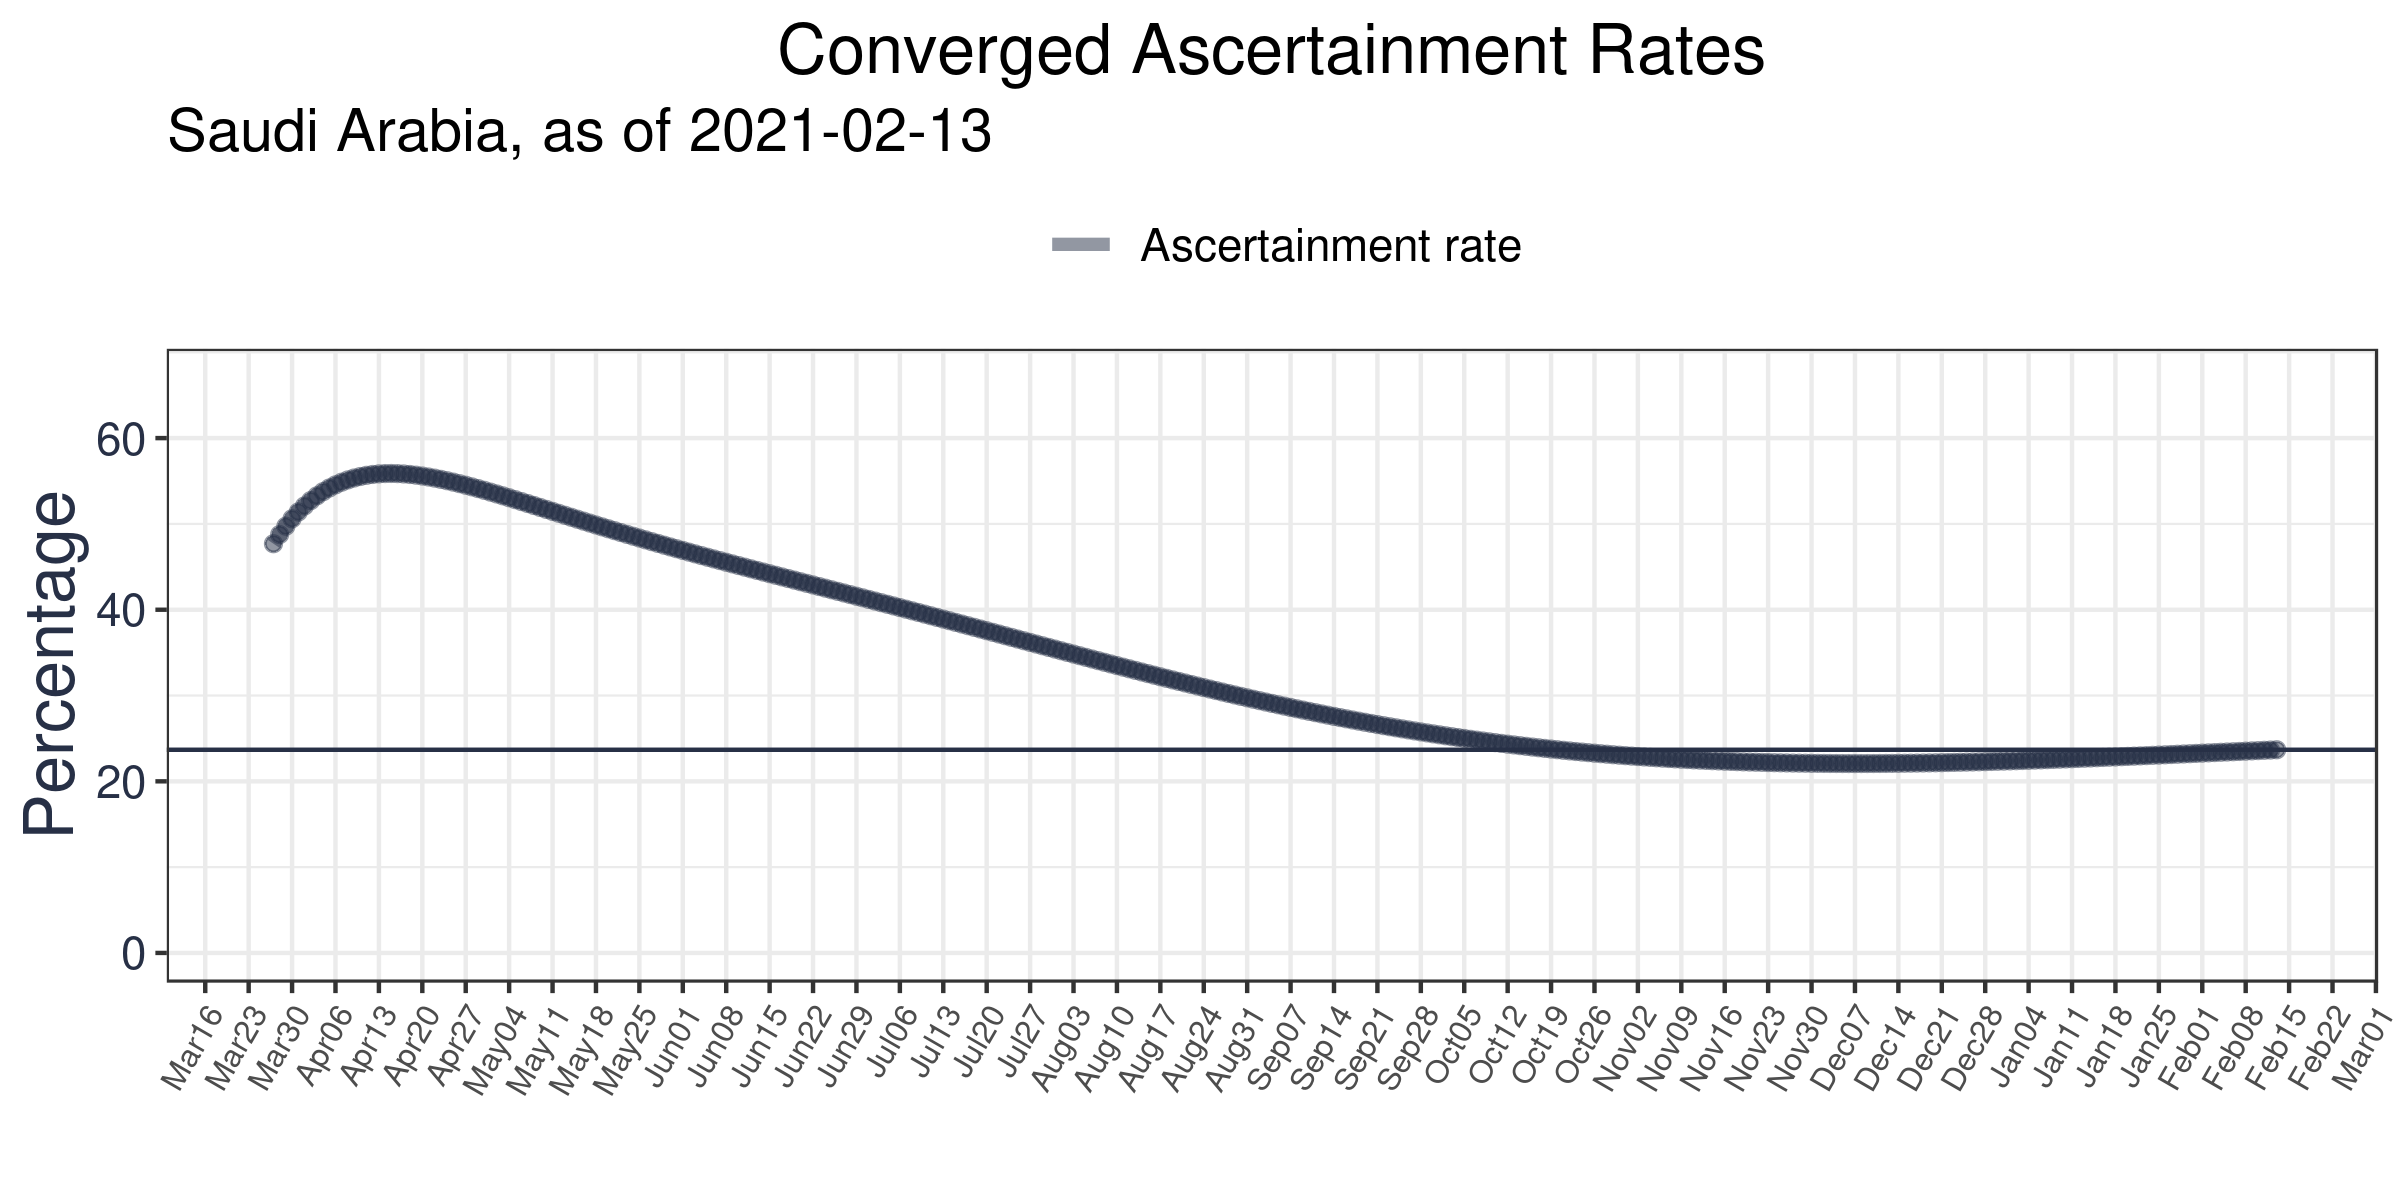 Converged Ascertainment Rates
Saudi Arabia, as of 2021-02-13
Ascertainment rate
Percentage
60
40
20
0
Mar16 Mar23 Mar30 Apr06 Apr13 Apr20 Apr27 May04 May11 May18 May25 Jun01 Jun08 Jun15 Jun22 Jun29 Jul06 Jul13 Jul20 Jul27 Aug03 Aug10 Aug17 Aug24 Aug31 Sep07 Sep14 Sep21 Sep28 Oct05 Oct12 Oct19 Oct26 Nov02 Nov09 Nov16 Nov23 Nov30 Dec07 Dec14 Dec21 Dec28 Jan04 Jan11 Jan18 Jan25 Feb01 Feb08 Feb15 Feb22 Mar01